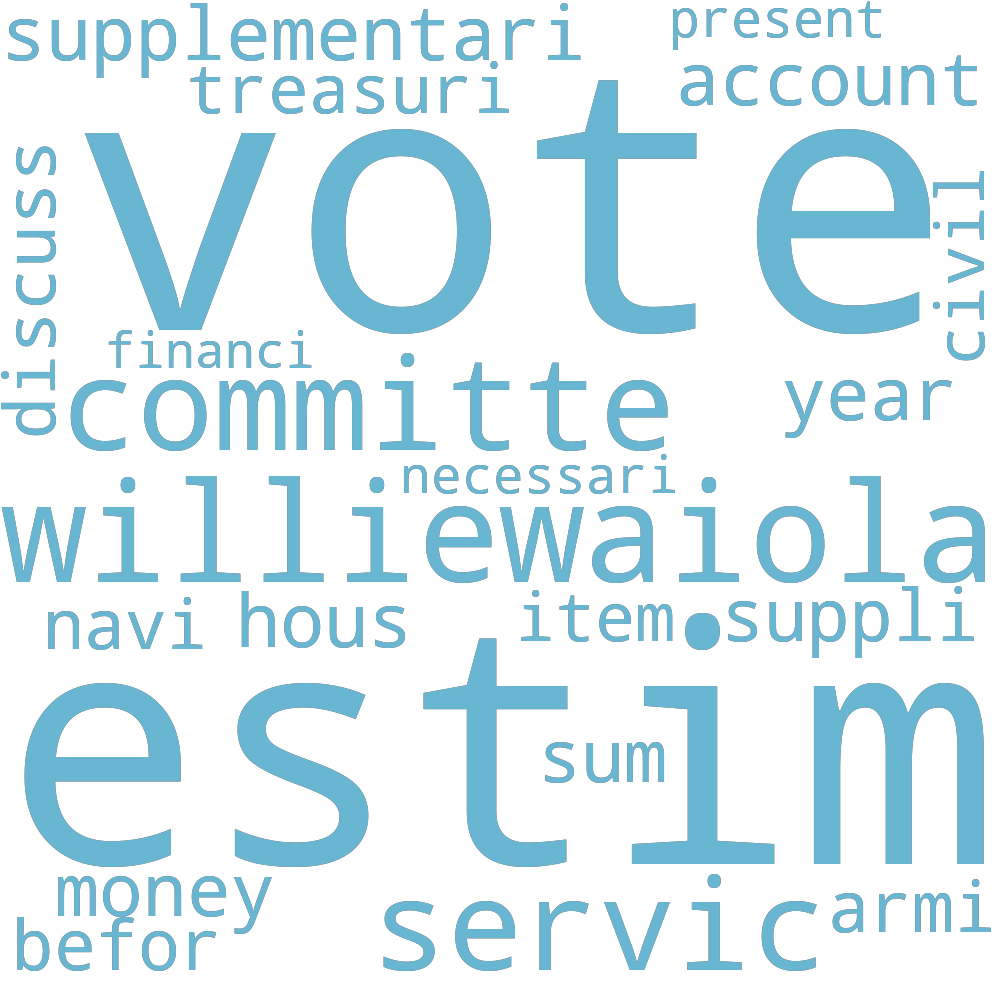 supplementari
present
treasuri
account
vote
discuss
civil
financi
committe
year
necessari
williewaiola
navi
hous
item
suppli
estim
sum
money
servic
armi
befor